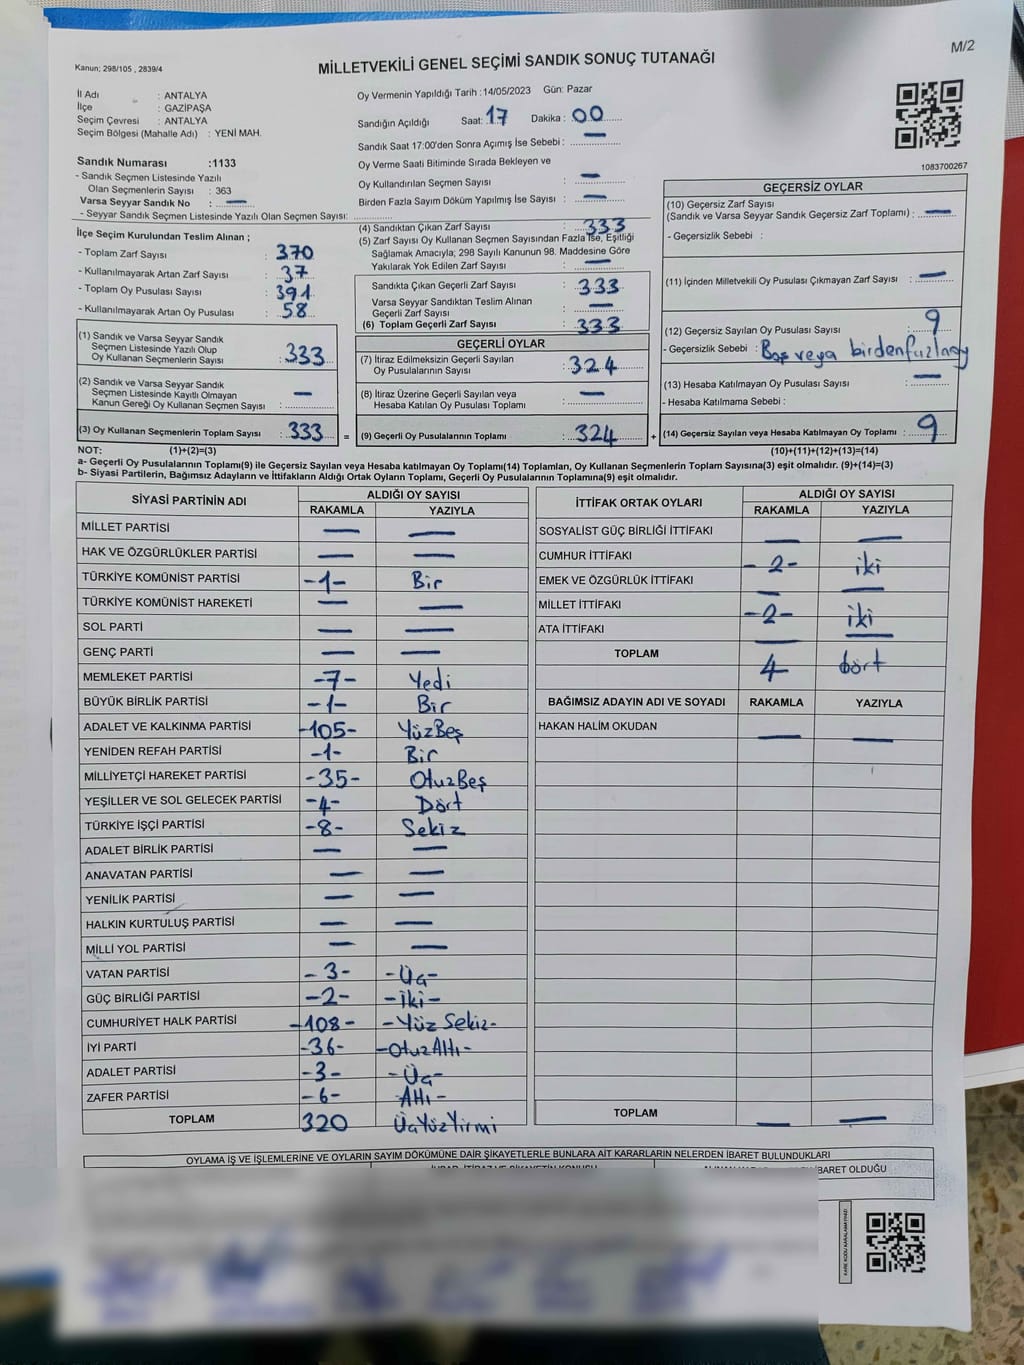 M/2
Kanun; 298/105 , 2839/4
MİLLETVEKİLİ GENEL SEÇİMİ SANDIK SONUÇ TUTANAĞI
İl Adı : ANTALYA
İlçe : GAZİPAŞA
Seçim Çevresi : ANTALYA
Seçim Bölgesi (Mahalle Adı) : YENİ MAH.
Sandık Numarası :1133
- Sandık Seçmen Listesinde Yazılı
Olan Seçmenlerin Sayısı : 363
Varsa Seyyar Sandık No : —
- Seyyar Sandık Seçmen Listesinde Yazılı Olan Seçmen Sayısı:
Oy Vermenin Yapıldığı Tarih :14/05/2023 Gün: Pazar
Sandığın Açıldığı Saat: 17 Dakika : 00
Sandık Saat 17:00'den Sonra Açımış İse Sebebi : —
Oy Verme Saati Bitiminde Sırada Bekleyen ve
Oy Kullandırılan Seçmen Sayısı : —
Birden Fazla Sayım Döküm Yapılmış İse Sayısı : —
1083700267
İlçe Seçim Kurulundan Teslim Alınan ;
- Toplam Zarf Sayısı : 370
- Kullanılmayarak Artan Zarf Sayısı : 37
- Toplam Oy Pusulası Sayısı : 391
- Kullanılmayarak Artan Oy Pusulası : 58
(1) Sandık ve Varsa Seyyar Sandık
Seçmen Listesinde Yazılı Olup
Oy Kullanan Seçmenlerin Sayısı : 333
(2) Sandık ve Varsa Seyyar Sandık
Seçmen Listesinde Kayıtlı Olmayan
Kanun Gereği Oy Kullanan Seçmen Sayısı : —
(3) Oy Kullanan Seçmenlerin Toplam Sayısı : 333 =
(4) Sandıktan Çıkan Zarf Sayısı : 333
(5) Zarf Sayısı Oy Kullanan Seçmen Sayısından Fazla İse, Eşitliği
Sağlamak Amacıyla; 298 Sayılı Kanunun 98. Maddesine Göre
Yakılarak Yok Edilen Zarf Sayısı : —
Sandıkta Çıkan Geçerli Zarf Sayısı : 333
Varsa Seyyar Sandıktan Teslim Alınan
Geçerli Zarf Sayısı : —
(6) Toplam Geçerli Zarf Sayısı : 333
GEÇERLİ OYLAR
(7) İtiraz Edilmeksizin Geçerli Sayılan
Oy Pusulalarının Sayısı : 324
(8) İtiraz Üzerine Geçerli Sayılan veya
Hesaba Katılan Oy Pusulası Toplamı : —
(9) Geçerli Oy Pusulalarının Toplamı : 324 +
GEÇERSİZ OYLAR
(10) Geçersiz Zarf Sayısı
(Sandık ve Varsa Seyyar Sandık Geçersiz Zarf Toplamı) : —
- Geçersizlik Sebebi :
(11) İçinden Milletvekili Oy Pusulası Çıkmayan Zarf Sayısı : —
(12) Geçersiz Sayılan Oy Pusulası Sayısı : 9
- Geçersizlik Sebebi : Boş veya
(13) Hesaba Katılmayan Oy Pusulası Sayısı : —
- Hesaba Katılmama Sebebi :
(14) Geçersiz Sayılan veya Hesaba Katılmayan Oy Toplamı : 9
NOT: (1)+(2)=(3) (10)+(11)+(12)+(13)=(14)
a- Geçerli Oy Pusulalarının Toplamı(9) ile Geçersiz Sayılan veya Hesaba katılmayan Oy Toplamı(14) Toplamları, Oy Kullanan Seçmenlerin Toplam Sayısına(3) eşit olmalıdır. (9)+(14)=(3)
b- Siyasi Partilerin, Bağımsız Adayların ve İttifakların Aldığı Ortak Oyların Toplamı, Geçerli Oy Pusulalarının Toplamına(9) eşit olmalıdır.
SİYASİ PARTİNİN ADI ALDIĞI OY SAYISI
RAKAMLA YAZIYLA
MİLLET PARTİSİ — —
HAK VE ÖZGÜRLÜKLER PARTİSİ — —
TÜRKİYE KOMÜNİST PARTİSİ -1- Bir
TÜRKİYE KOMÜNİST HAREKETİ — —
SOL PARTİ — —
GENÇ PARTİ — —
MEMLEKET PARTİSİ -7- Yedi
BÜYÜK BİRLİK PARTİSİ -1- Bir
ADALET VE KALKINMA PARTİSİ -105- YüzBeş
YENİDEN REFAH PARTİSİ -1- Bir
MİLLİYETÇİ HAREKET PARTİSİ -35- OtuzBeş
YEŞİLLER VE SOL GELECEK PARTİSİ -4- Dört
TÜRKİYE İŞÇİ PARTİSİ -8- Sekiz
ADALET BİRLİK PARTİSİ — —
ANAVATAN PARTİSİ — —
YENİLİK PARTİSİ — —
HALKIN KURTULUŞ PARTİSİ — —
MİLLİ YOL PARTİSİ — —
VATAN PARTİSİ -3- -Üç-
GÜÇ BİRLİĞİ PARTİSİ -2- -İki-
CUMHURİYET HALK PARTİSİ -108- -Yüz Sekiz-
İYİ PARTİ -36- -OtuzAltı-
ADALET PARTİSİ -3- -Üç-
ZAFER PARTİSİ -6- -Altı-
TOPLAM 320 ÜçYüzYirmi
İTTİFAK ORTAK OYLARI ALDIĞI OY SAYISI
RAKAMLA YAZIYLA
SOSYALİST GÜÇ BİRLİĞİ İTTİFAKI — —
CUMHUR İTTİFAKI -2- iki
EMEK VE ÖZGÜRLÜK İTTİFAKI — —
MİLLET İTTİFAKI -2- iki
ATA İTTİFAKI — —
TOPLAM 4 dört
BAĞIMSIZ ADAYIN ADI VE SOYADI RAKAMLA YAZIYLA
HAKAN HALİM OKUDAN — —
TOPLAM — —
OYLAMA İŞ VE İŞLEMLERİNE VE OYLARIN SAYIM DÖKÜMÜNE DAİR ŞİKAYETLERLE BUNLARA AİT KARARLARIN NELERDEN İBARET BULUNDUKLARI